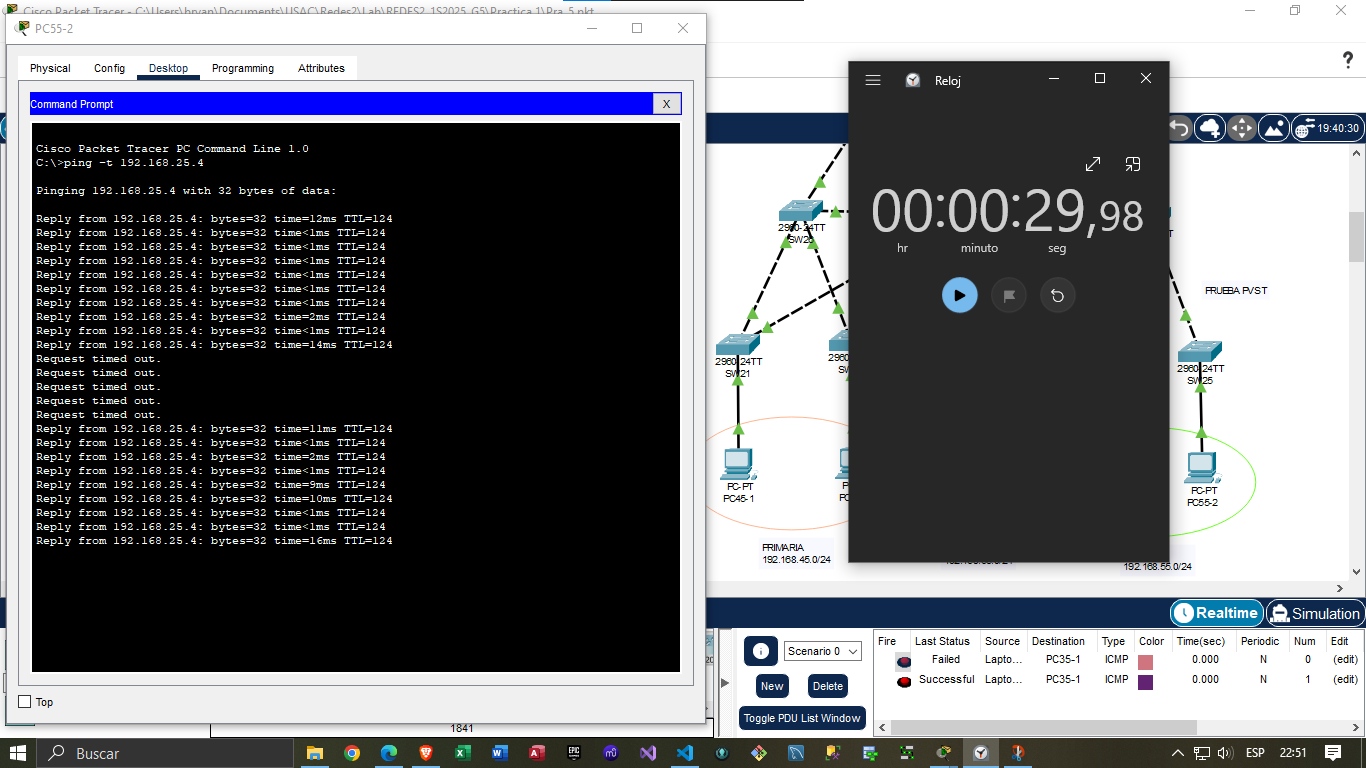 Cisco Packet Tracer - C:\Users\bryan\Documents\USAC\Redes2\Lab\REDES2_1S2025_G5\Practica 1\Pra_5.pkt
PC55-2
Physical Config Desktop Programming Attributes
Command Prompt X
Cisco Packet Tracer PC Command Line 1.0
C:\>ping -t 192.168.25.4
Pinging 192.168.25.4 with 32 bytes of data:
Reply from 192.168.25.4: bytes=32 time=12ms TTL=124
Reply from 192.168.25.4: bytes=32 time<1ms TTL=124
Reply from 192.168.25.4: bytes=32 time<1ms TTL=124
Reply from 192.168.25.4: bytes=32 time<1ms TTL=124
Reply from 192.168.25.4: bytes=32 time<1ms TTL=124
Reply from 192.168.25.4: bytes=32 time<1ms TTL=124
Reply from 192.168.25.4: bytes=32 time<1ms TTL=124
Reply from 192.168.25.4: bytes=32 time=2ms TTL=124
Reply from 192.168.25.4: bytes=32 time<1ms TTL=124
Reply from 192.168.25.4: bytes=32 time=14ms TTL=124
Request timed out.
Request timed out.
Request timed out.
Request timed out.
Request timed out.
Reply from 192.168.25.4: bytes=32 time=11ms TTL=124
Reply from 192.168.25.4: bytes=32 time<1ms TTL=124
Reply from 192.168.25.4: bytes=32 time=2ms TTL=124
Reply from 192.168.25.4: bytes=32 time<1ms TTL=124
Reply from 192.168.25.4: bytes=32 time=9ms TTL=124
Reply from 192.168.25.4: bytes=32 time=10ms TTL=124
Reply from 192.168.25.4: bytes=32 time<1ms TTL=124
Reply from 192.168.25.4: bytes=32 time<1ms TTL=124
Reply from 192.168.25.4: bytes=32 time=16ms TTL=124
Top
Reloj
00:00:29,98
hr minuto seg
?
19:40:30
2960-24TT
SW21
PC-PT
PC45-1
PRIMARIA
192.168.45.0/24
PRUEBA PVST
2960-24TT
SW25
PC-PT
PC55-2
192.168.55.0/24
Realtime Simulation
1841
Scenario 0
New Delete
Toggle PDU List Window
Fire Last Status Source Destination Type Color Time(sec) Periodic Num Edit
Failed Lapto... PC35-1 ICMP 0.000 N 0 (edit)
Successful Lapto... PC35-1 ICMP 0.000 N 1 (edit)
Buscar
ESP 22:51